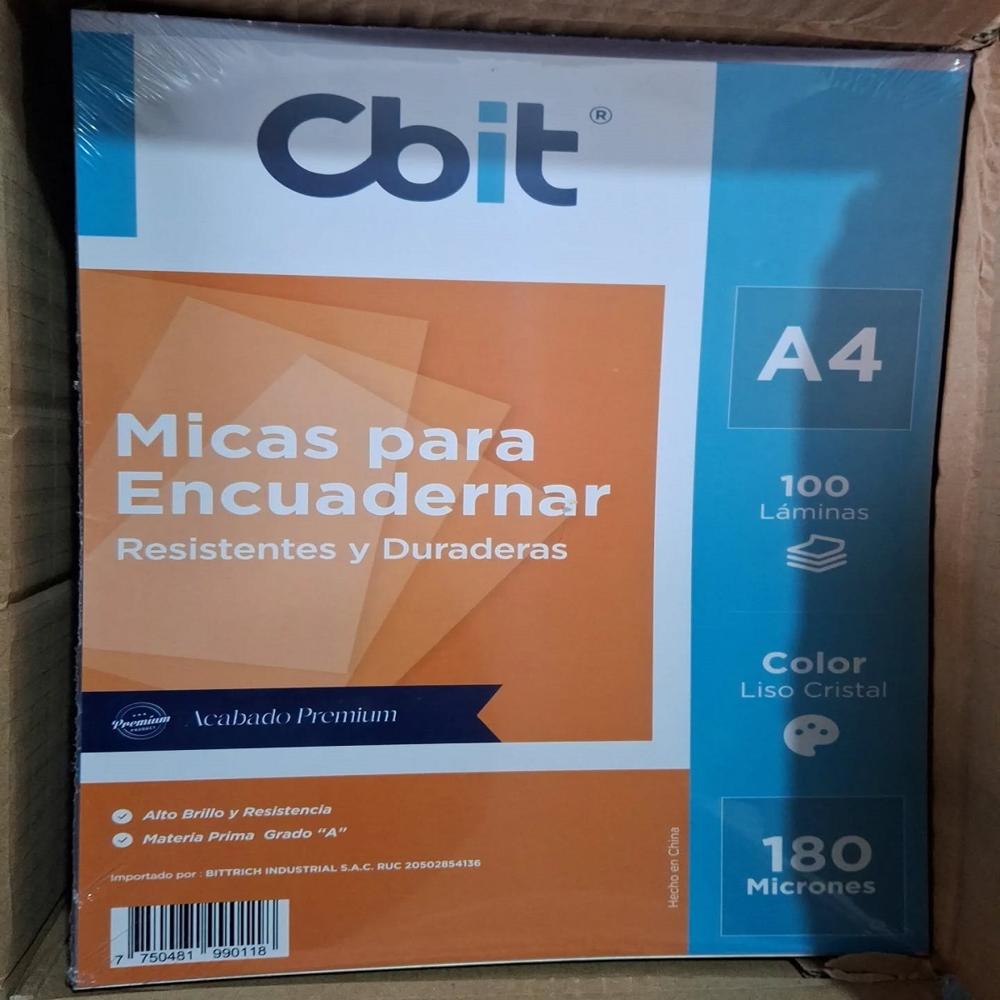 Cbit®
A4
Micas para
Encuadernar
Resistentes y Duraderas
100
Láminas
Color
Liso Cristal
Premium
PRODUCT
Acabado Premium
Alto Brillo y Resistencia
Materia Prima Grado "A"
Importado por : BITTRICH INDUSTRIAL S.A.C. RUC 20502854136
Hecho en China
180
Micrones
7 750481 990118